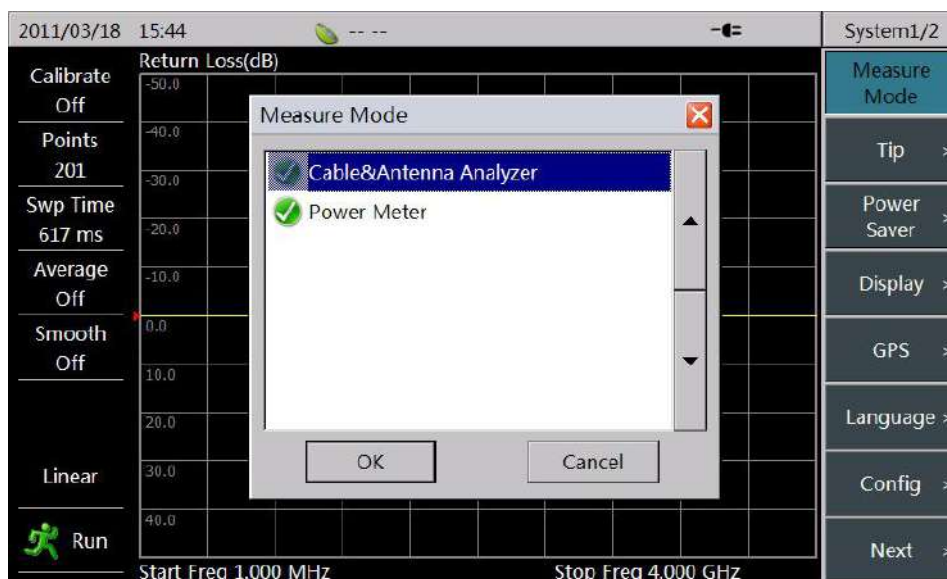 2011/03/18 15:44 -- -- System1/2
Calibrate
Off
Points
201
Swp Time
617 ms
Average
Off
Smooth
Off
Linear
Run
Return Loss(dB)
-50.0
-40.0
-30.0
-20.0
-10.0
0.0
10.0
20.0
30.0
40.0
Start Freq 1.000 MHz Stop Freq 4.000 GHz
Measure Mode
Cable&Antenna Analyzer
Power Meter
OK Cancel
Measure
Mode
Tip >
Power
Saver >
Display >
GPS >
Language >
Config >
Next >